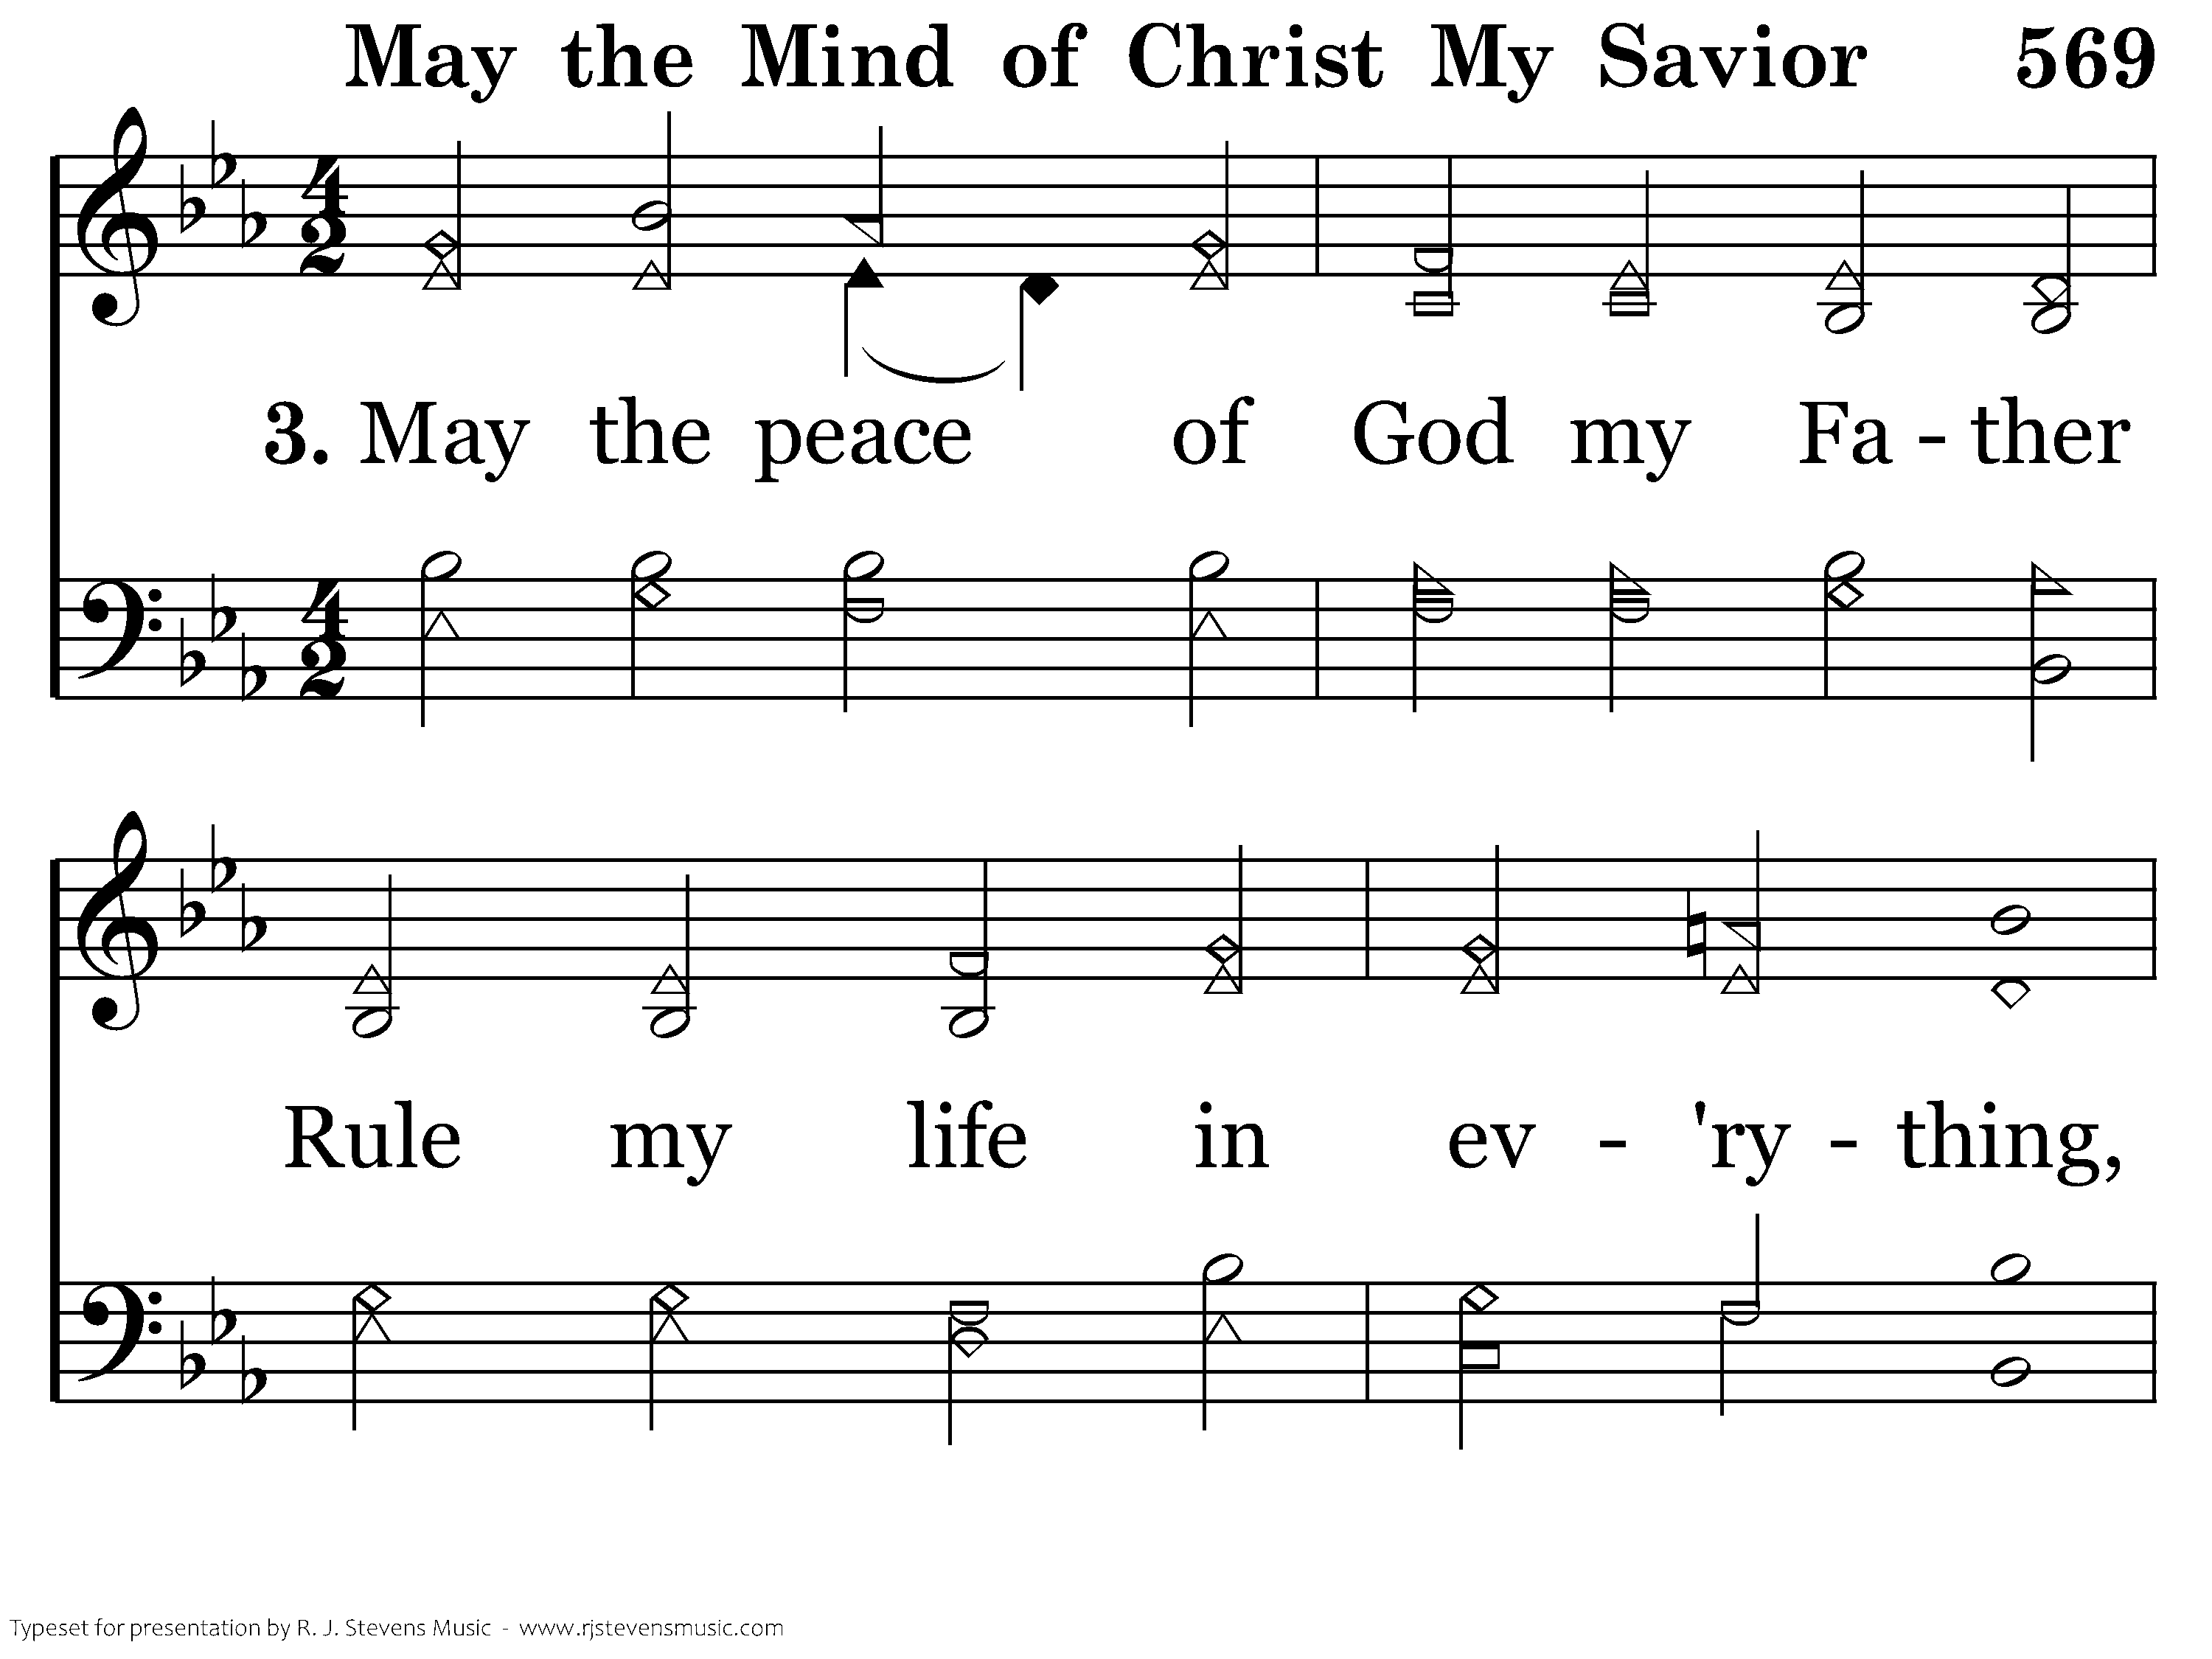 May the Mind of Christ My Savior 569
3. May the peace of God my Fa - ther
Rule my life in ev - 'ry - thing,
Typeset for presentation by R. J. Stevens Music - www.rjstevensmusic.com